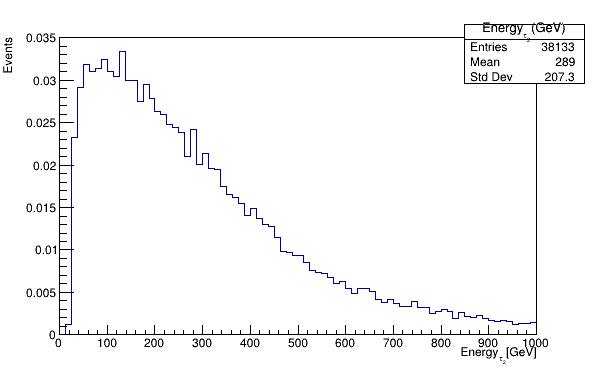 Energy_τ₂ (GeV)
Entries 38133
Mean 289
Std Dev 207.3
Events
0.035
0.03
0.025
0.02
0.015
0.01
0.005
0
0 100 200 300 400 500 600 700 800 900 1000
Energy_τ₂ [GeV]